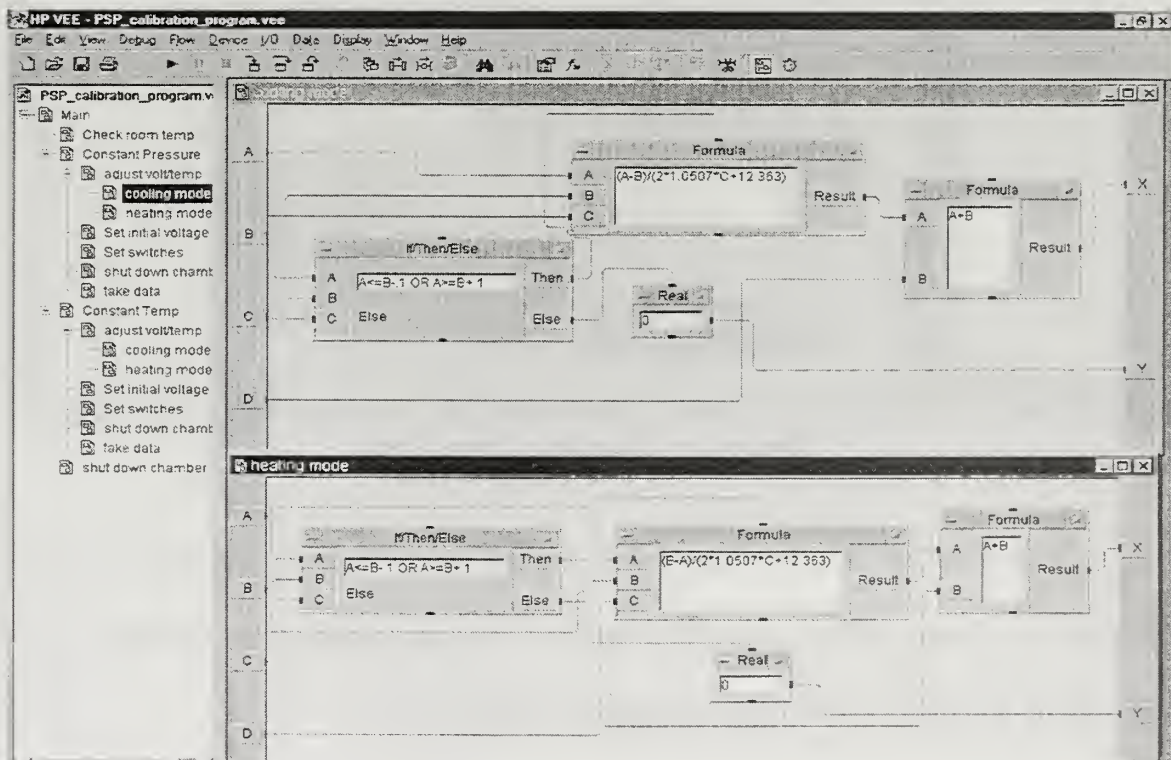 HP VEE - PSP_calibration_program.vee
File Edit View Debug Flow Device I/O Data Display Window Help
PSP_calibration_program.v
Main
Check room temp
Constant Pressure
adjust volt/temp
cooling mode
heating mode
Set initial voltage
Set switches
shut down chamb
take data
Constant Temp
adjust volt/temp
cooling mode
heating mode
Set initial voltage
Set switches
shut down chamb
take data
shut down chamber
cooling mode
A
B
C
D
Formula
A
B
C
(A-B)/(2*1.0507*C+12.363)
Result
Formula
A
B
A+B
Result
X
If/Then/Else
A
B
C
A<=B-.1 OR A>=B+.1
Else
Then
Else
Real
0
Y
heating mode
A
B
C
D
If/Then/Else
A
B
C
A<=B-.1 OR A>=B+.1
Else
Then
Else
Formula
A
B
C
(B-A)/(2*1.0507*C+12.363)
Result
Formula
A
B
A+B
Result
X
Real
0
Y